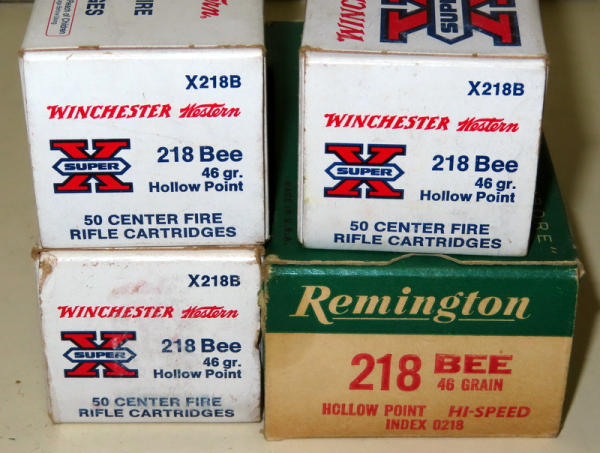 X218B
WINCHESTER Western
SUPER X
218 Bee
46 gr.
Hollow Point
50 CENTER FIRE
RIFLE CARTRIDGES
X218B
WINCHESTER Western
SUPER X
218 Bee
46 gr.
Hollow Point
50 CENTER FIRE
RIFLE CARTRIDGES
X218B
WINCHESTER Western
SUPER X
218 Bee
46 gr.
Hollow Point
50 CENTER FIRE
RIFLE CARTRIDGES
MADE IN U.S.A.
Remington
218 BEE
46 GRAIN
HOLLOW POINT HI-SPEED
INDEX 0218